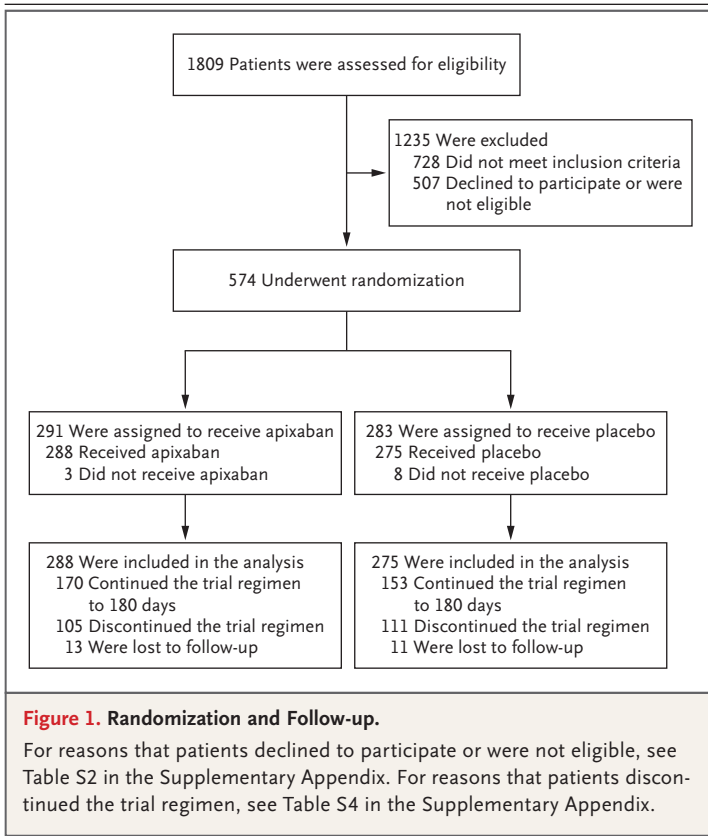 1809 Patients were assessed for eligibility
1235 Were excluded
728 Did not meet inclusion criteria
507 Declined to participate or were
not eligible
574 Underwent randomization
291 Were assigned to receive apixaban
288 Received apixaban
3 Did not receive apixaban
283 Were assigned to receive placebo
275 Received placebo
8 Did not receive placebo
288 Were included in the analysis
170 Continued the trial regimen
to 180 days
105 Discontinued the trial regimen
13 Were lost to follow-up
275 Were included in the analysis
153 Continued the trial regimen
to 180 days
111 Discontinued the trial regimen
11 Were lost to follow-up
Figure 1. Randomization and Follow-up.
For reasons that patients declined to participate or were not eligible, see
Table S2 in the Supplementary Appendix. For reasons that patients discon-
tinued the trial regimen, see Table S4 in the Supplementary Appendix.